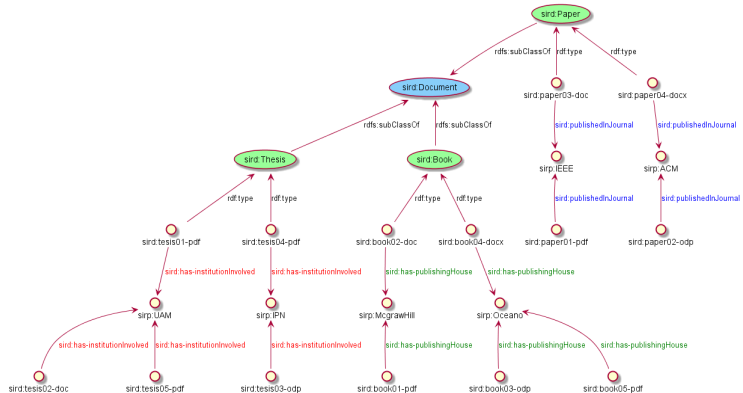 sird:Paper
rdfs:subClassOf rdf:type rdf:type
sird:Document sird:paper03-doc sird:paper04-docx
rdfs:subClassOf rdfs:subClassOf sird:publishedInJournal sird:publishedInJournal
sird:Thesis sird:Book sirp:IEEE sirp:ACM
rdf:type rdf:type rdf:type rdf:type sird:publishedInJournal sird:publishedInJournal
sird:tesis01-pdf sird:tesis04-pdf sird:book02-doc sird:book04-docx sird:paper01-pdf sird:paper02-odp
sird:has-institutionInvolved sird:has-institutionInvolved sird:has-publishingHouse sird:has-publishingHouse
sirp:UAM sirp:IPN sirp:McgrawHill sirp:Oceano
sird:has-institutionInvolved sird:has-institutionInvolved sird:has-institutionInvolved sird:has-publishingHouse sird:has-publishingHouse sird:has-publishingHouse
sird:tesis02-doc sird:tesis05-pdf sird:tesis03-odp sird:book01-pdf sird:book03-odp sird:book05-pdf